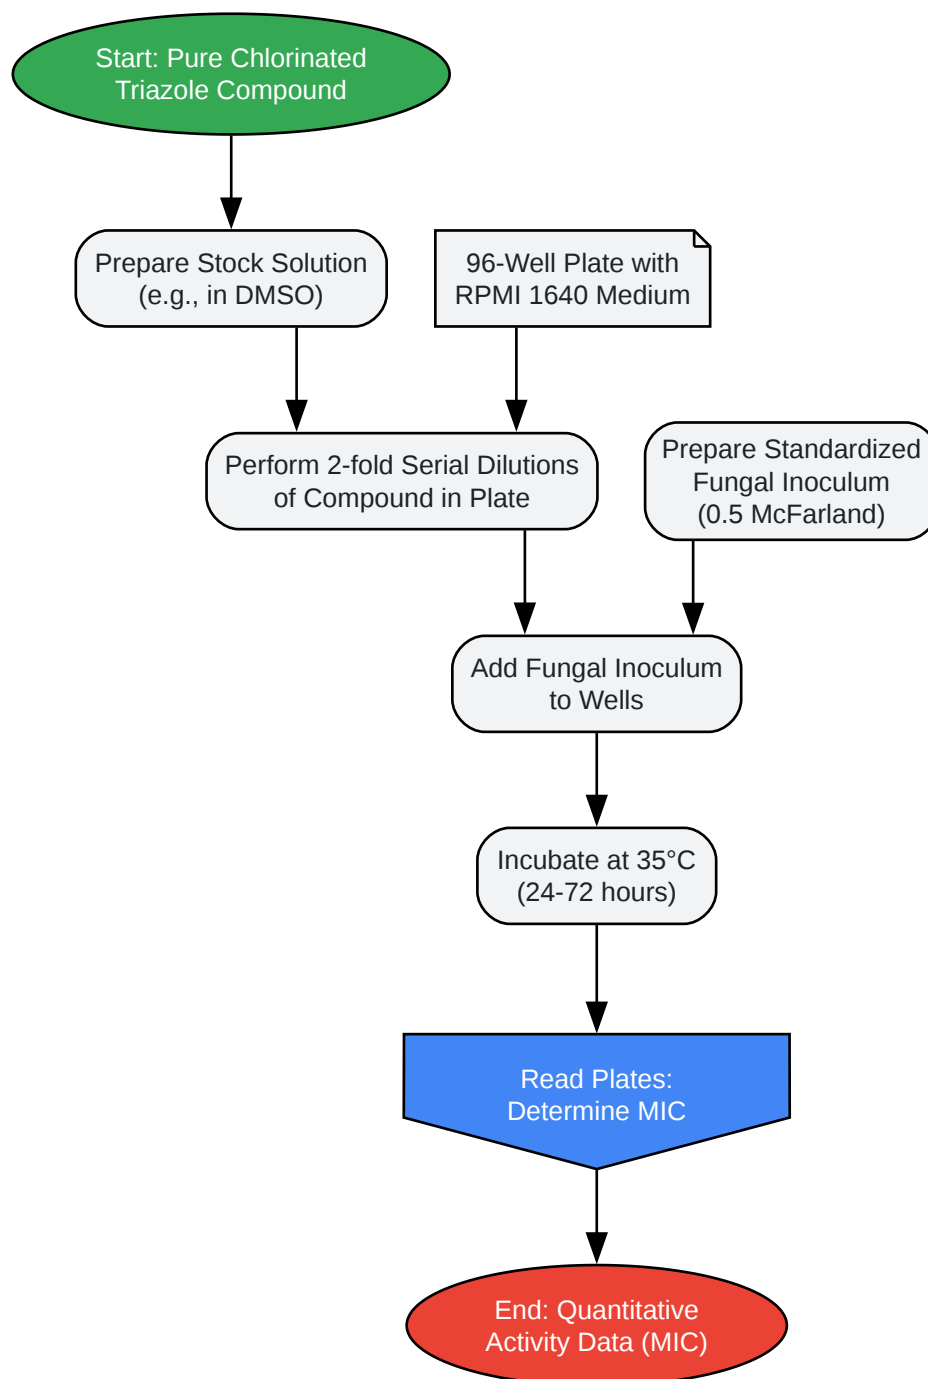 Start: Pure Chlorinated
Triazole Compound
Prepare Stock Solution
(e.g., in DMSO)
96-Well Plate with
RPMI 1640 Medium
Perform 2-fold Serial Dilutions
of Compound in Plate
Prepare Standardized
Fungal Inoculum
(0.5 McFarland)
Add Fungal Inoculum
to Wells
Incubate at 35°C
(24-72 hours)
Read Plates:
Determine MIC
End: Quantitative
Activity Data (MIC)